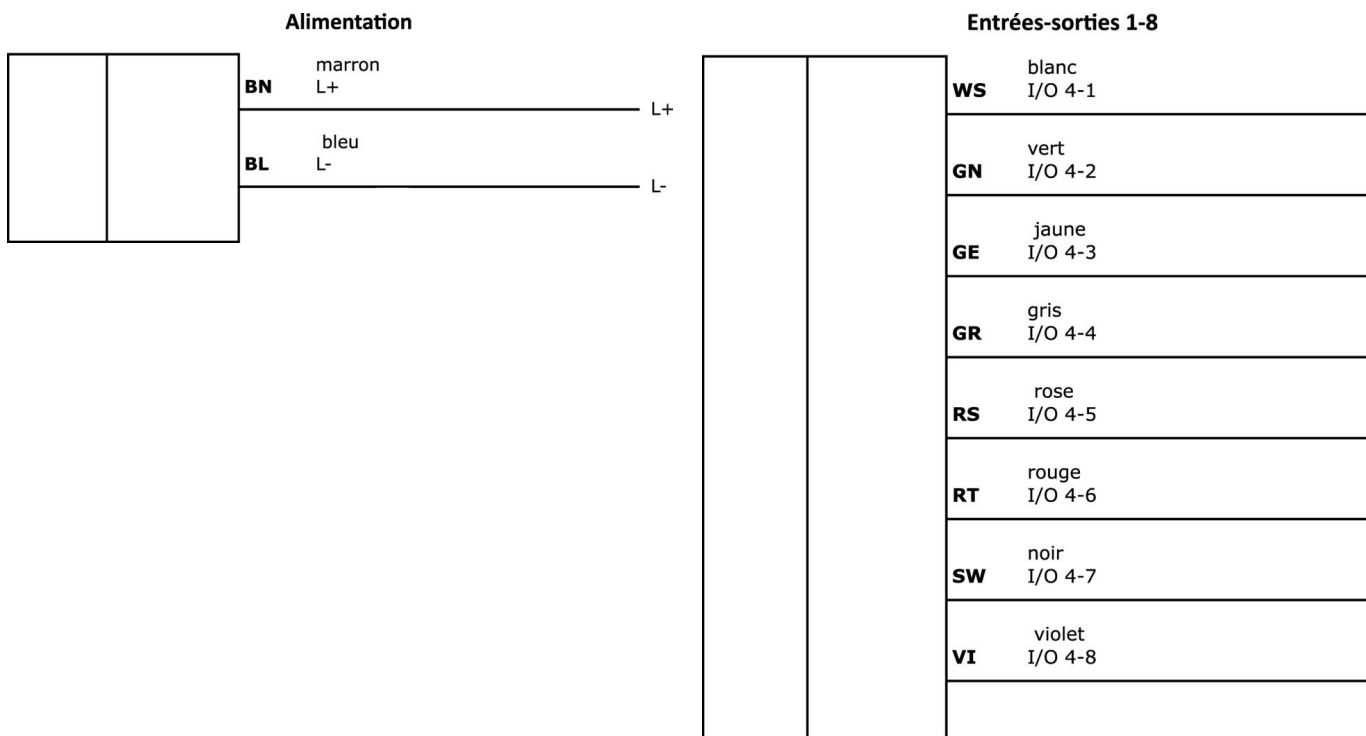 Alimentation
marron
BN L+
L+
bleu
BL L-
L-
Entrées-sorties 1-8
blanc
WS I/O 4-1
vert
GN I/O 4-2
jaune
GE I/O 4-3
gris
GR I/O 4-4
rose
RS I/O 4-5
rouge
RT I/O 4-6
noir
SW I/O 4-7
violet
VI I/O 4-8